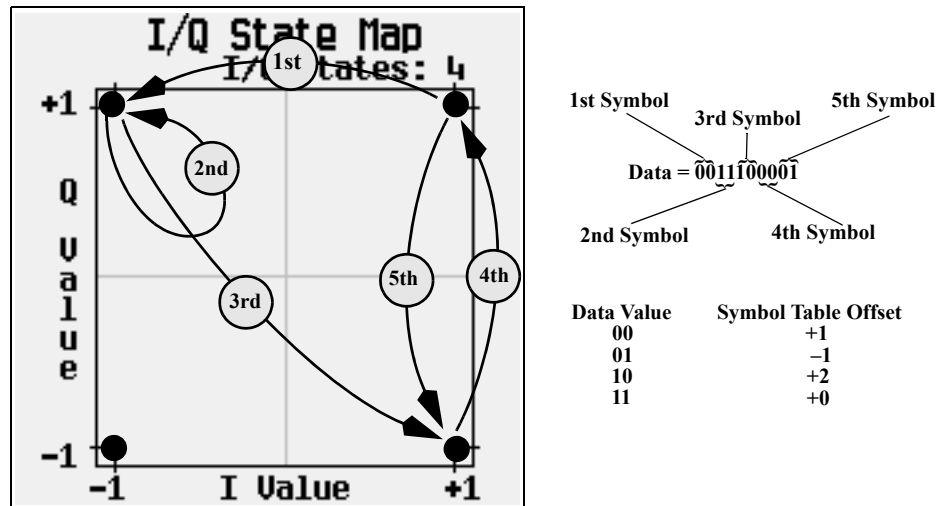 I/Q State Map
I/Q States: 4
1st
+1
2nd
Q Value
3rd
5th
4th
-1
-1 I Value +1
1st Symbol
5th Symbol
3rd Symbol
Data = 0011100001
2nd Symbol
4th Symbol
Data Value Symbol Table Offset
00 +1
01 –1
10 +2
11 +0